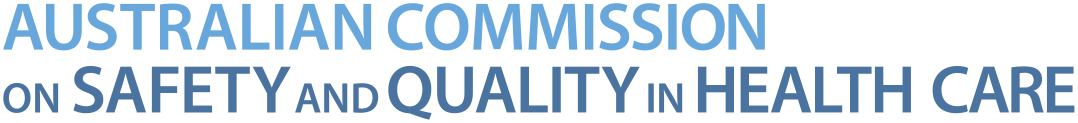 AUSTRALIAN COMMISSION
ON SAFETY AND QUALITY IN HEALTH CARE